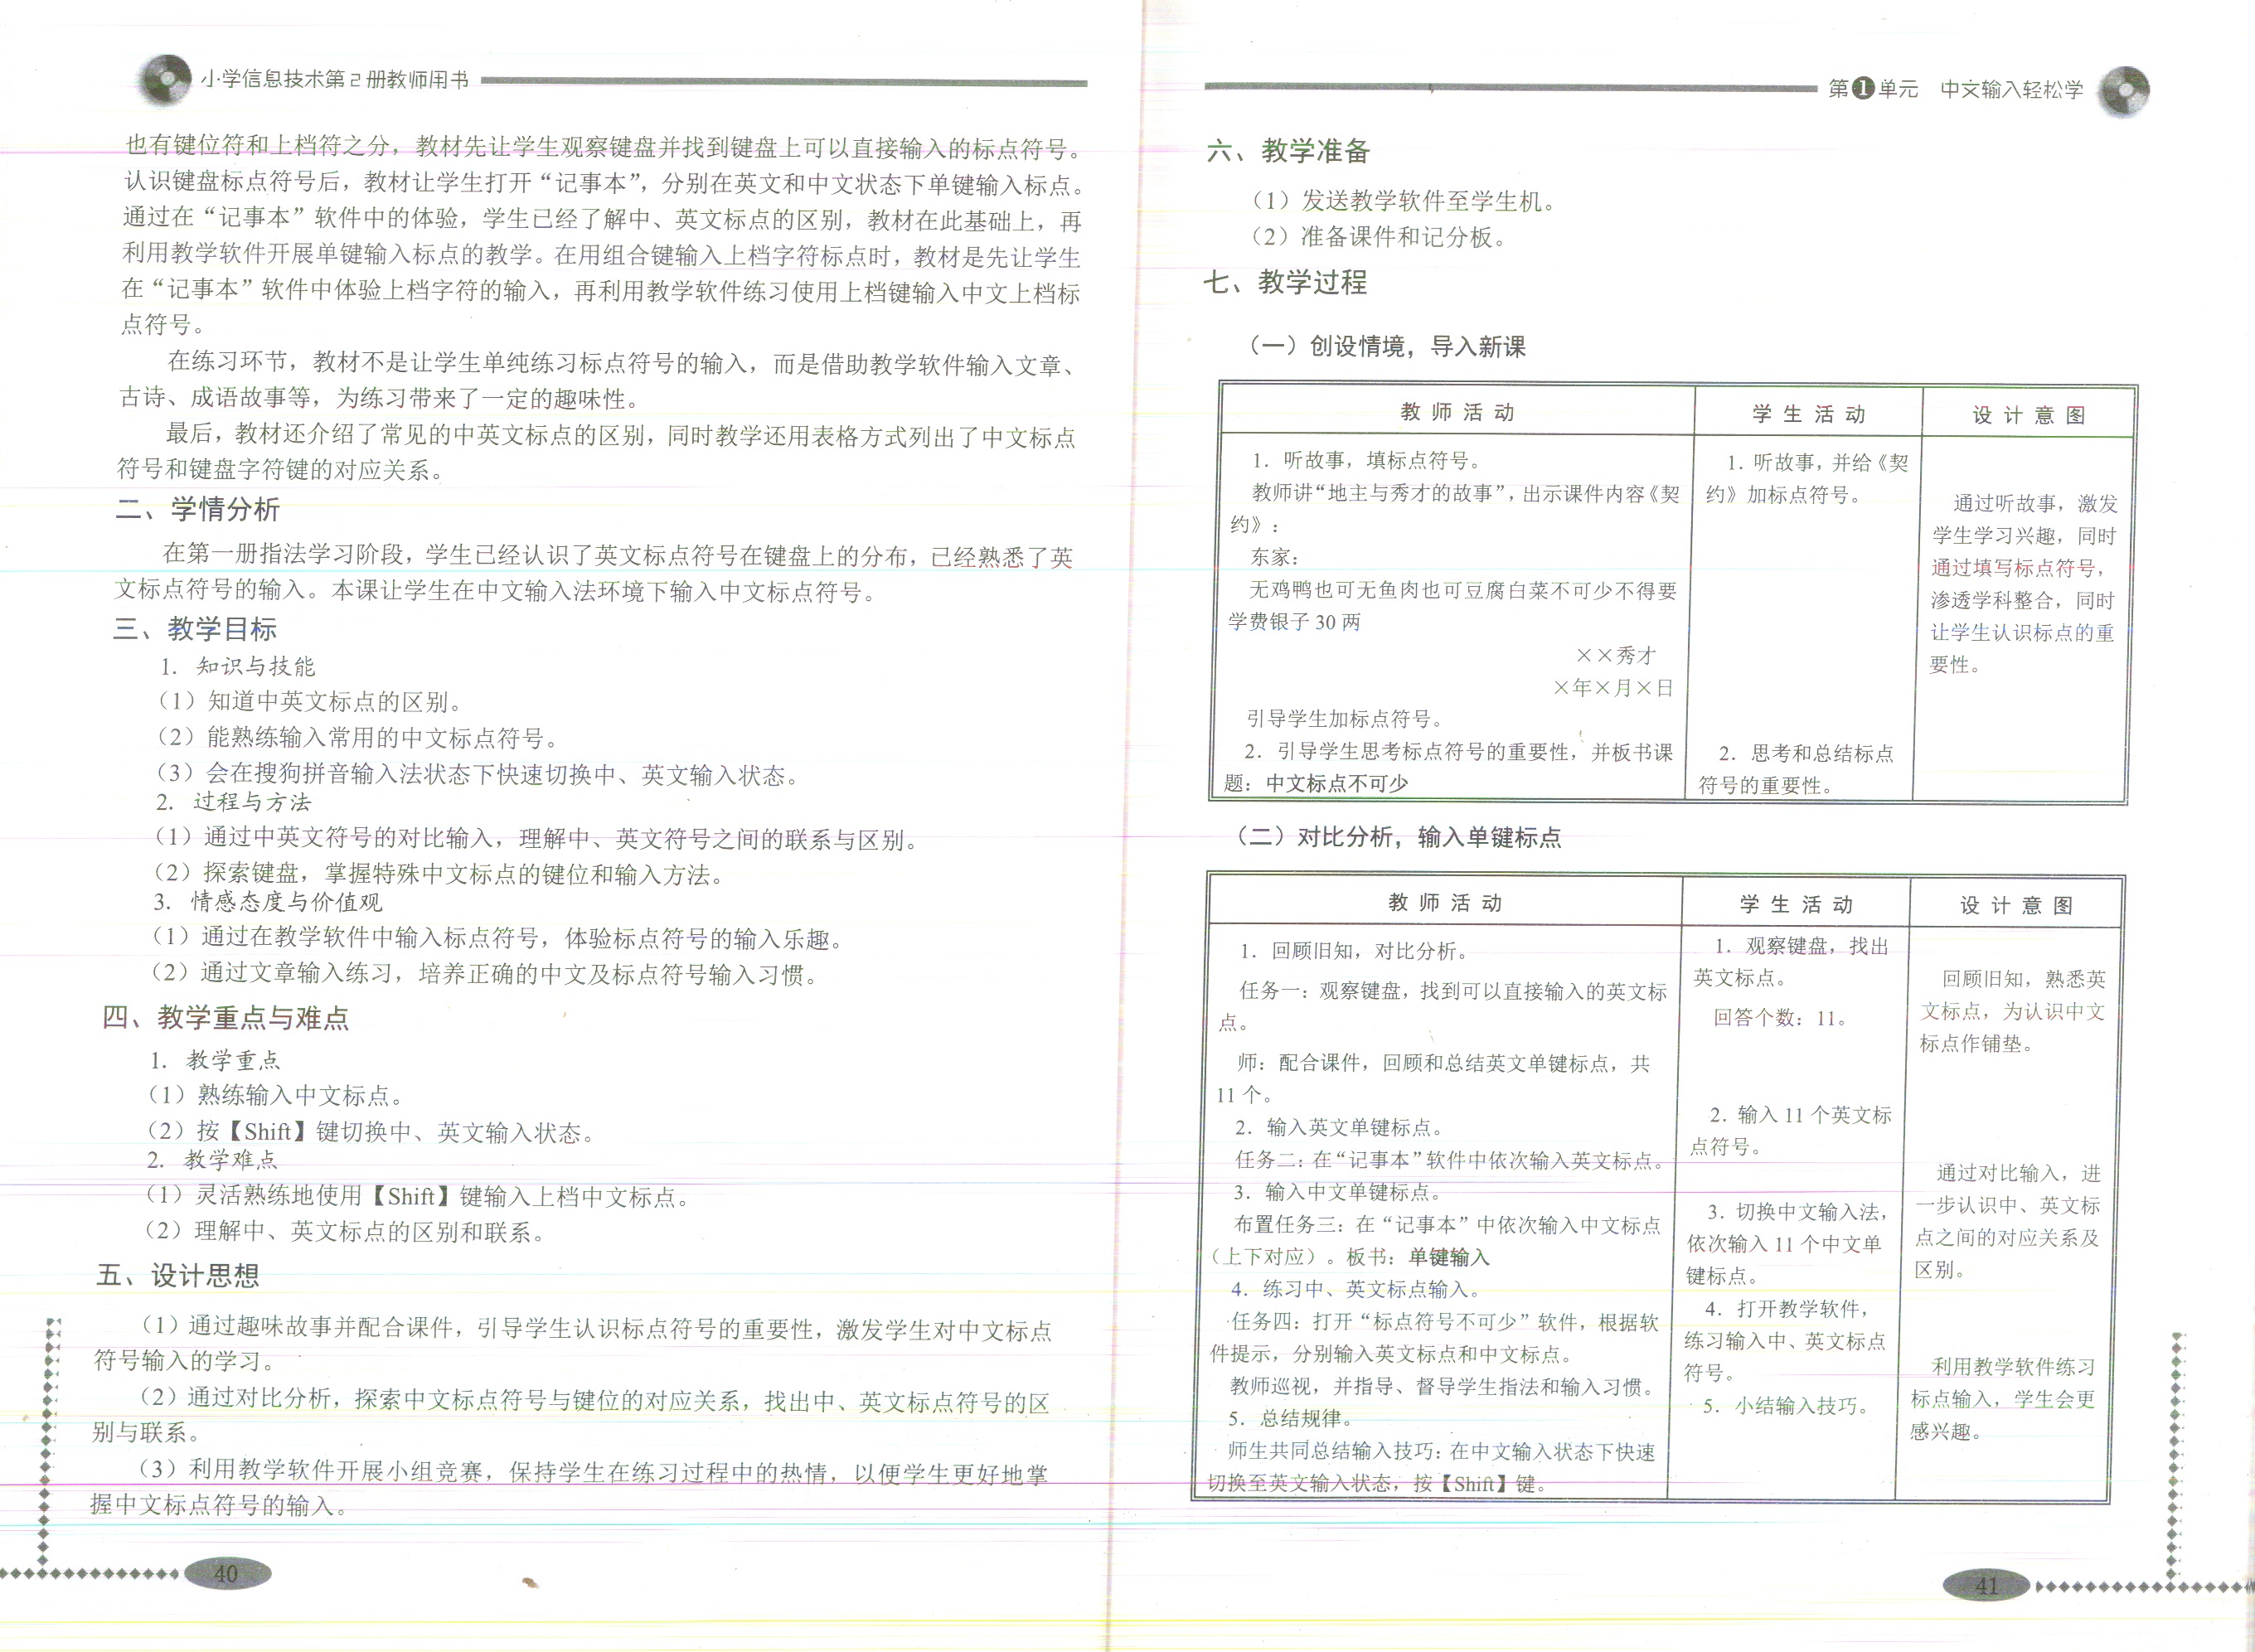 小学信息技术第2册教师用书
也有键位符和上档符之分，教材先让学生观察键盘并找到键盘上可以直接输入的标点符号。
认识键盘标点符号后，教材让学生打开“记事本”，分别在英文和中文状态下单键输入标点。
通过在“记事本”软件中的体验，学生已经了解中、英文标点的区别，教材在此基础上，再
利用教学软件开展单键输入标点的教学。在用组合键输入上档字符标点时，教材是先让学生
在“记事本”软件中体验上档字符的输入，再利用教学软件练习使用上档键输入中文上档标
点符号。
在练习环节，教材不是让学生单纯练习标点符号的输入，而是借助教学软件输入文章、
古诗、成语故事等，为练习带来了一定的趣味性。
最后，教材还介绍了常见的中英文标点的区别，同时教学还用表格方式列出了中文标点
符号和键盘字符键的对应关系。
二、学情分析
在第一册指法学习阶段，学生已经认识了英文标点符号在键盘上的分布，已经熟悉了英
文标点符号的输入。本课让学生在中文输入法环境下输入中文标点符号。
三、教学目标
1. 知识与技能
（1）知道中英文标点的区别。
（2）能熟练输入常用的中文标点符号。
（3）会在搜狗拼音输入法状态下快速切换中、英文输入状态。
2. 过程与方法
（1）通过中英文符号的对比输入，理解中、英文符号之间的联系与区别。
（2）探索键盘，掌握特殊中文标点的键位和输入方法。
3. 情感态度与价值观
（1）通过在教学软件中输入标点符号，体验标点符号的输入乐趣。
（2）通过文章输入练习，培养正确的中文及标点符号输入习惯。
四、教学重点与难点
1. 教学重点
（1）熟练输入中文标点。
（2）按【Shift】键切换中、英文输入状态。
2. 教学难点
（1）灵活熟练地使用【Shift】键输入上档中文标点。
（2）理解中、英文标点的区别和联系。
五、设计思想
（1）通过趣味故事并配合课件，引导学生认识标点符号的重要性，激发学生对中文标点
符号输入的学习。
（2）通过对比分析，探索中文标点符号与键位的对应关系，找出中、英文标点符号的区
别与联系。
（3）利用教学软件开展小组竞赛，保持学生在练习过程中的热情，以便学生更好地掌
握中文标点符号的输入。
40
第1单元 中文输入轻松学
六、教学准备
（1）发送教学软件至学生机。
（2）准备课件和记分板。
七、教学过程
（一）创设情境，导入新课
教师活动
1．听故事，填标点符号。
教师讲“地主与秀才的故事”，出示课件内容《契
约》：
东家：
无鸡鸭也可无鱼肉也可豆腐白菜不可少不得要
学费银子30两
××秀才
×年×月×日
引导学生加标点符号。
2．引导学生思考标点符号的重要性，并板书课
题：中文标点不可少
学生活动
1．听故事，并给《契
约》加标点符号。
2．思考和总结标点
符号的重要性。
设计意图
通过听故事，激发
学生学习兴趣，同时
通过填写标点符号，
渗透学科整合，同时
让学生认识标点的重
要性。
（二）对比分析，输入单键标点
教师活动
1．回顾旧知，对比分析。
任务一：观察键盘，找到可以直接输入的英文标
点。
师：配合课件，回顾和总结英文单键标点，共
11个。
2．输入英文单键标点。
任务二：在“记事本”软件中依次输入英文标点。
3．输入中文单键标点。
布置任务三：在“记事本”中依次输入中文标点
（上下对应）。板书：单键输入
4．练习中、英文标点输入。
任务四：打开“标点符号不可少”软件，根据软
件提示，分别输入英文标点和中文标点。
教师巡视，并指导、督导学生指法和输入习惯。
5．总结规律。
师生共同总结输入技巧：在中文输入状态下快速
切换至英文输入状态，按【Shift】键。
学生活动
1．观察键盘，找出
英文标点。
回答个数：11。
2．输入11个英文标
点符号。
3．切换中文输入法，
依次输入11个中文单
键标点。
4．打开教学软件，
练习输入中、英文标点
符号。
5．小结输入技巧。
设计意图
回顾旧知，熟悉英
文标点，为认识中文
标点作铺垫。
通过对比输入，进
一步认识中、英文标
点之间的对应关系及
区别。
利用教学软件练习
标点输入，学生会更
感兴趣。
41